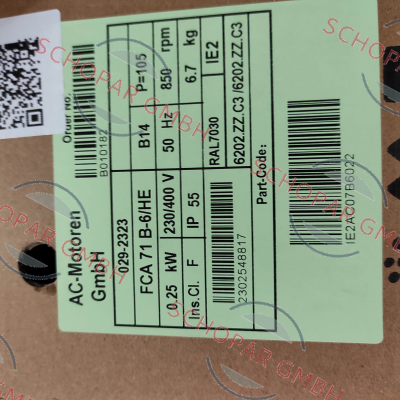 AC-Motoren
GmbH
Order no.
B010182
029-2323
FCA 71 B-6/HE
B14
P=105
0,25 kW
230/400 V
50 Hz
850 rpm
Ins.Cl. F
IP 55
RAL7030
IE2
6.7 kg
2302548817
6202.ZZ.C3/6202.ZZ.C3
Part-Code:
IE2AC07B6022
SCHOPAR GMBH
SCHOPAR GMBH
SCHOPAR GMBH